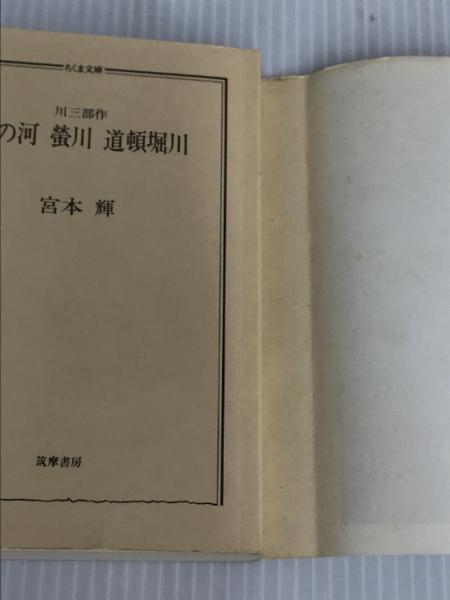 ちくま文庫
川三部作
の河 螢川 道頓堀川
宮本 輝
筑摩書房